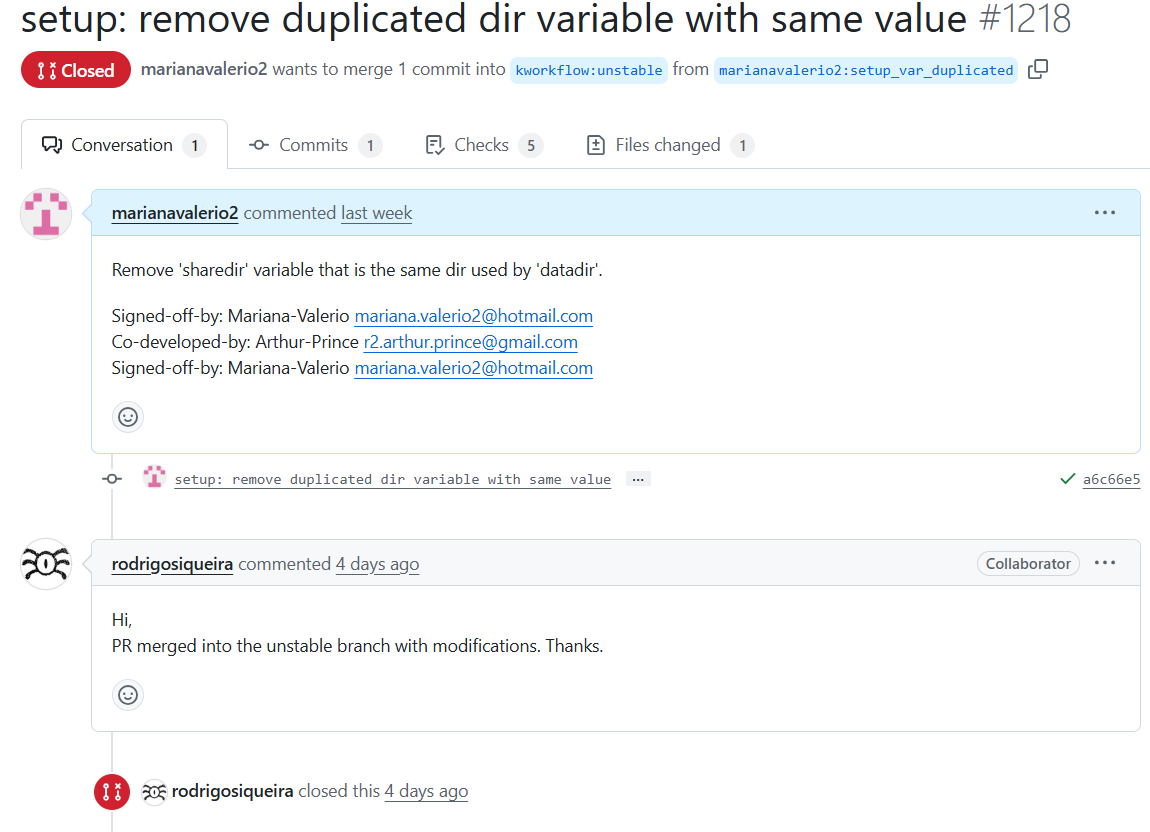 setup: remove duplicated dir variable with same value #1218
Closed marianavalerio2 wants to merge 1 commit into kworkflow:unstable from marianavalerio2:setup_var_duplicated
Conversation 1 Commits 1 Checks 5 Files changed 1
marianavalerio2 commented last week
Remove 'sharedir' variable that is the same dir used by 'datadir'.
Signed-off-by: Mariana-Valerio mariana.valerio2@hotmail.com
Co-developed-by: Arthur-Prince r2.arthur.prince@gmail.com
Signed-off-by: Mariana-Valerio mariana.valerio2@hotmail.com
setup: remove duplicated dir variable with same value ... a6c66e5
rodrigosiqueira commented 4 days ago Collaborator
Hi,
PR merged into the unstable branch with modifications. Thanks.
rodrigosiqueira closed this 4 days ago